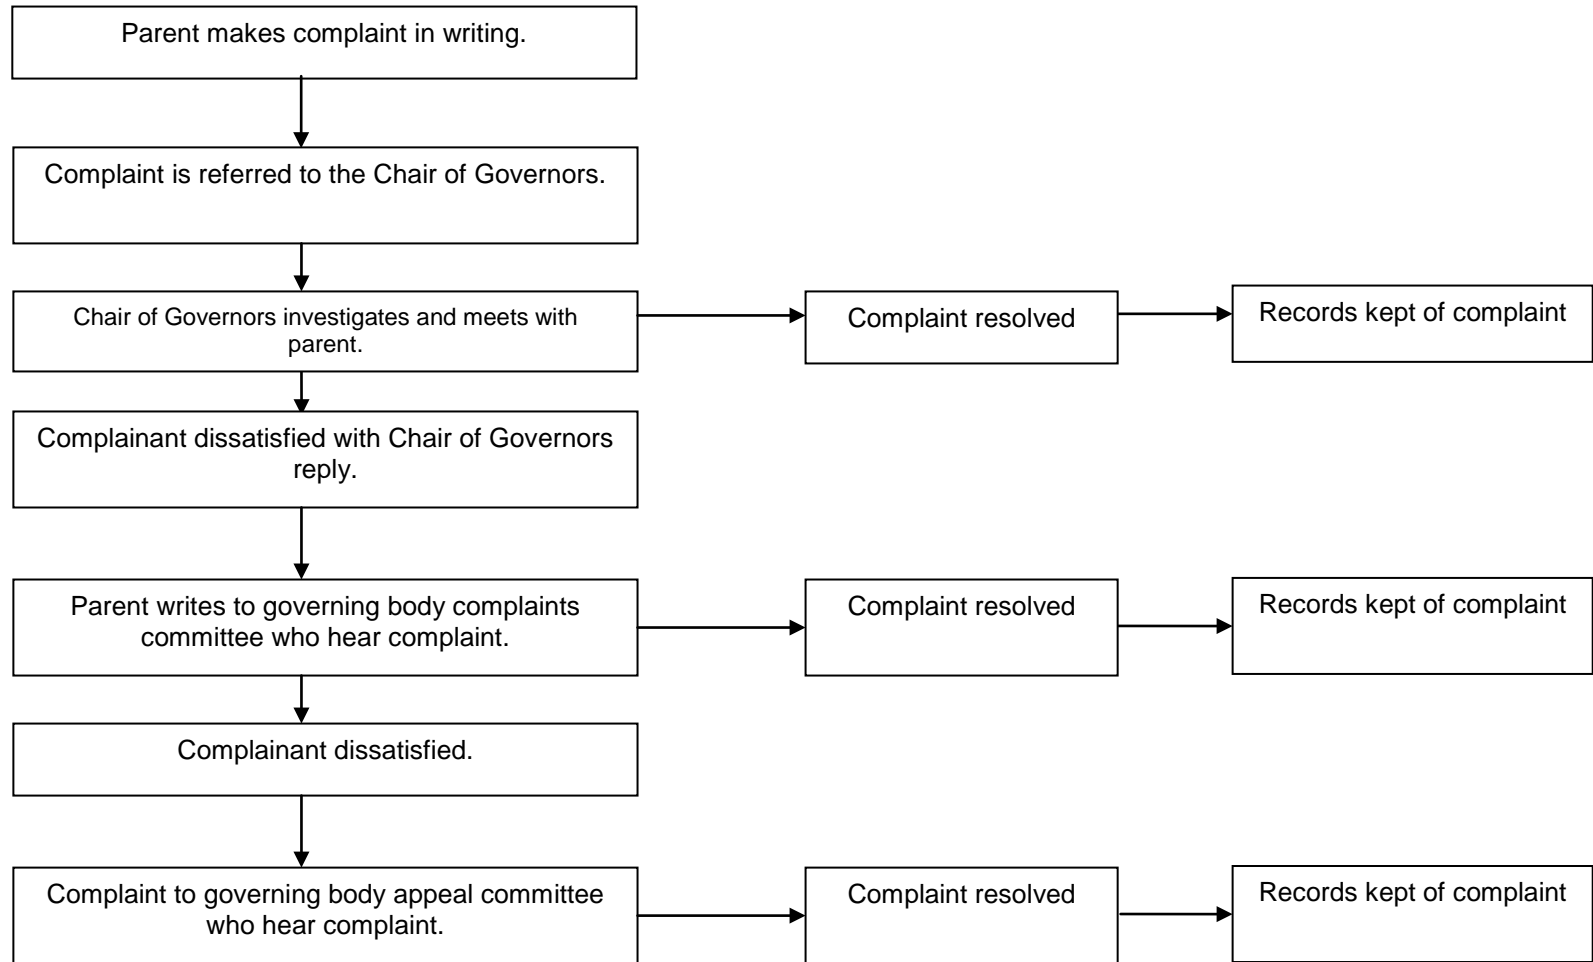 Parent makes complaint in writing.
Complaint is referred to the Chair of Governors.
Chair of Governors investigates and meets with
parent.
Complaint resolved
Records kept of complaint
Complainant dissatisfied with Chair of Governors
reply.
Parent writes to governing body complaints
committee who hear complaint.
Complaint resolved
Records kept of complaint
Complainant dissatisfied.
Complaint to governing body appeal committee
who hear complaint.
Complaint resolved
Records kept of complaint